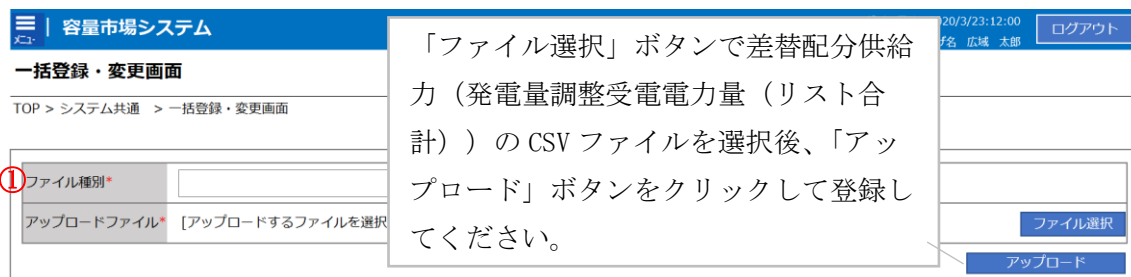 容量市場システム
メニュー
20/3/23:12:00
名 広域 太郎
ログアウト
一括登録・変更画面
TOP > システム共通 > 一括登録・変更画面
「ファイル選択」ボタンで差替配分供給
力（発電量調整受電電力量（リスト合
計））の CSV ファイルを選択後、「アッ
プロード」ボタンをクリックして登録し
てください。
①ファイル種別*
アップロードファイル* [アップロードするファイルを選択
ファイル選択
アップロード